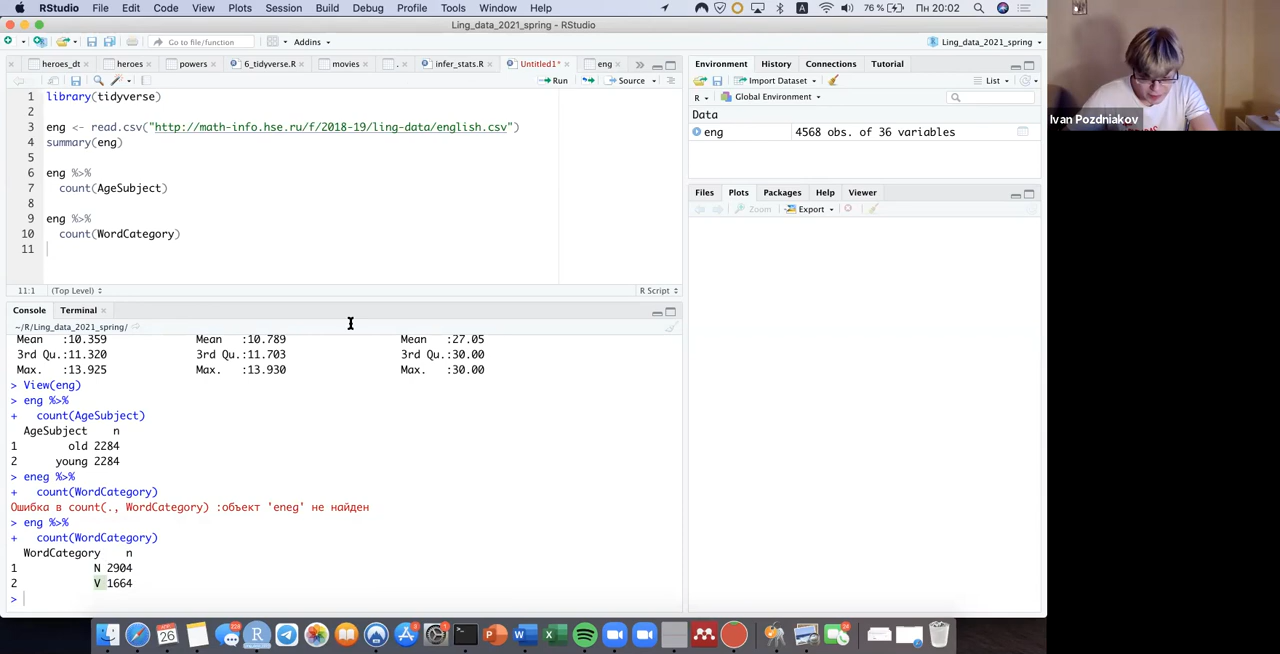 RStudio File Edit Code View Plots Session Build Debug Profile Tools Window Help A 76 % Пн 20:02
Ling_data_2021_spring - RStudio
Go to file/function Addins Ling_data_2021_spring
heroes_dt heroes powers 6_tidyverse.R movies . infer_stats.R Untitled1* eng
Run Source
1 library(tidyverse)
2
3 eng <- read.csv("http://math-info.hse.ru/f/2018-19/ling-data/english.csv")
4 summary(eng)
5
6 eng %>%
7 count(AgeSubject)
8
9 eng %>%
10 count(WordCategory)
11
11:1 (Top Level) R Script
Console Terminal
~/R/Ling_data_2021_spring/
Mean :10.359 Mean :10.789 Mean :27.05
3rd Qu.:11.320 3rd Qu.:11.703 3rd Qu.:30.00
Max. :13.925 Max. :13.930 Max. :30.00
> View(eng)
> eng %>%
+ count(AgeSubject)
AgeSubject n
1 old 2284
2 young 2284
> eneg %>%
+ count(WordCategory)
Ошибка в count(., WordCategory) :объект 'eneg' не найден
> eng %>%
+ count(WordCategory)
WordCategory n
1 N 2904
2 V 1664
>
Environment History Connections Tutorial
Import Dataset List
R Global Environment
Data
eng 4568 obs. of 36 variables
Files Plots Packages Help Viewer
Zoom Export
Ivan Pozdniakov